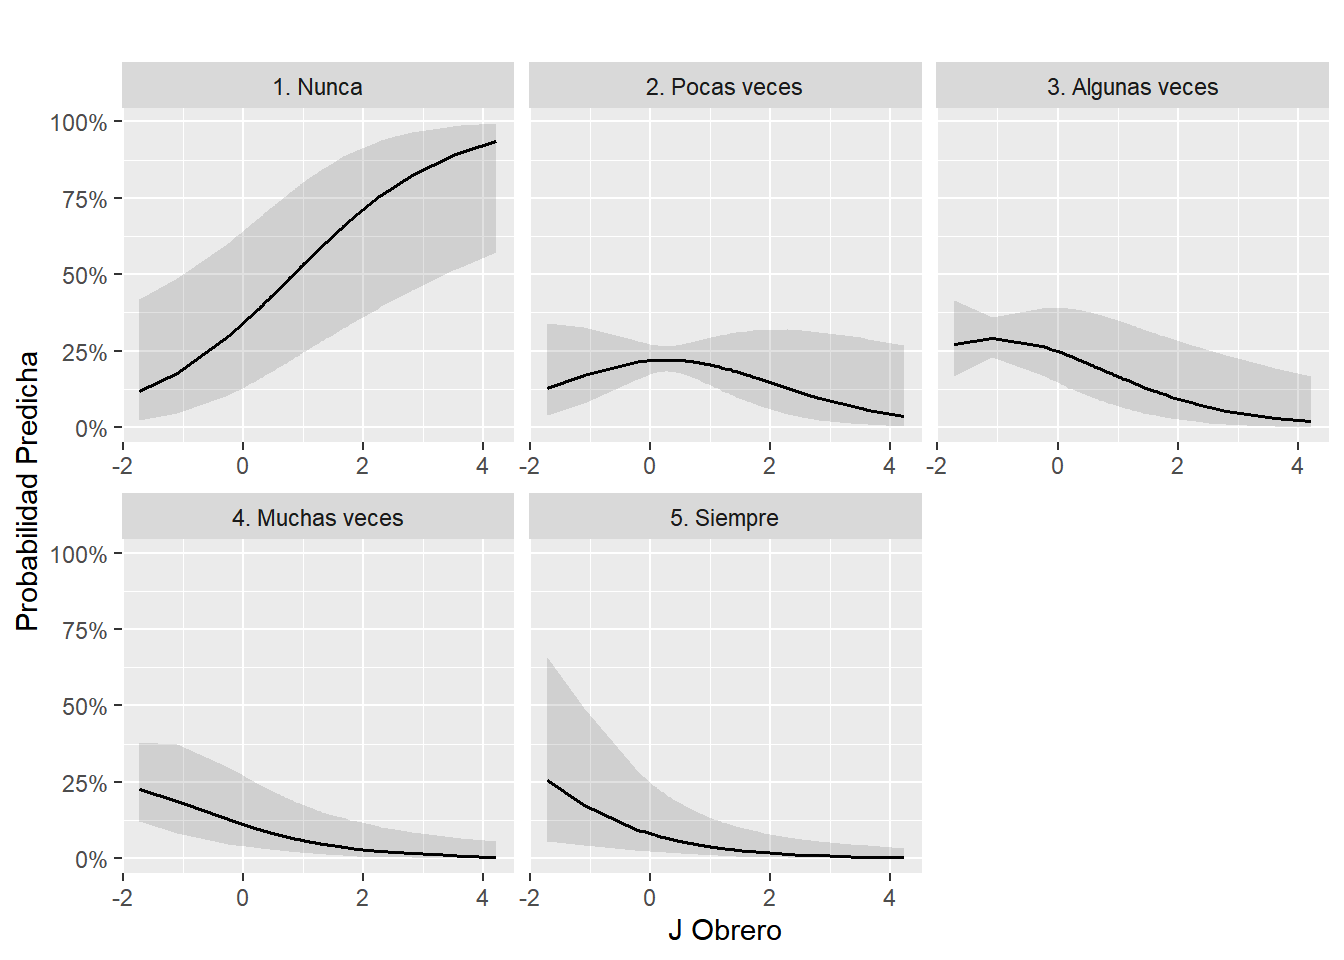 1. Nunca 2. Pocas veces 3. Algunas veces
100%
75%
50%
25%
0%
-2 0 2 4 -2 0 2 4 -2 0 2 4
4. Muchas veces 5. Siempre
100%
75%
50%
25%
0%
-2 0 2 4 -2 0 2 4
J Obrero
Probabilidad Predicha